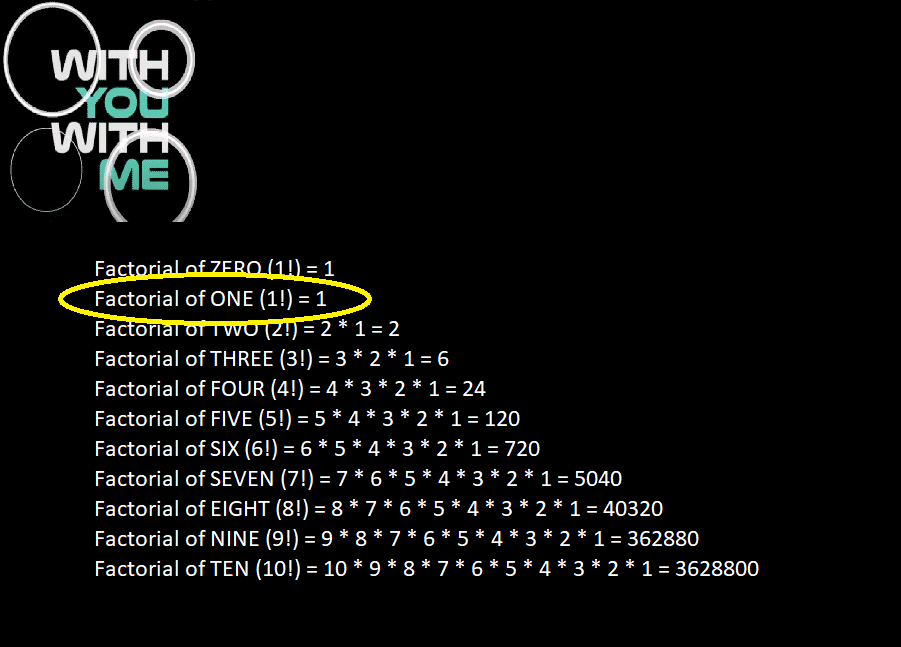 WITH
YOU
WITH
ME
Factorial of ZERO (1!) = 1
Factorial of ONE (1!) = 1
Factorial of TWO (2!) = 2 * 1 = 2
Factorial of THREE (3!) = 3 * 2 * 1 = 6
Factorial of FOUR (4!) = 4 * 3 * 2 * 1 = 24
Factorial of FIVE (5!) = 5 * 4 * 3 * 2 * 1 = 120
Factorial of SIX (6!) = 6 * 5 * 4 * 3 * 2 * 1 = 720
Factorial of SEVEN (7!) = 7 * 6 * 5 * 4 * 3 * 2 * 1 = 5040
Factorial of EIGHT (8!) = 8 * 7 * 6 * 5 * 4 * 3 * 2 * 1 = 40320
Factorial of NINE (9!) = 9 * 8 * 7 * 6 * 5 * 4 * 3 * 2 * 1 = 362880
Factorial of TEN (10!) = 10 * 9 * 8 * 7 * 6 * 5 * 4 * 3 * 2 * 1 = 3628800